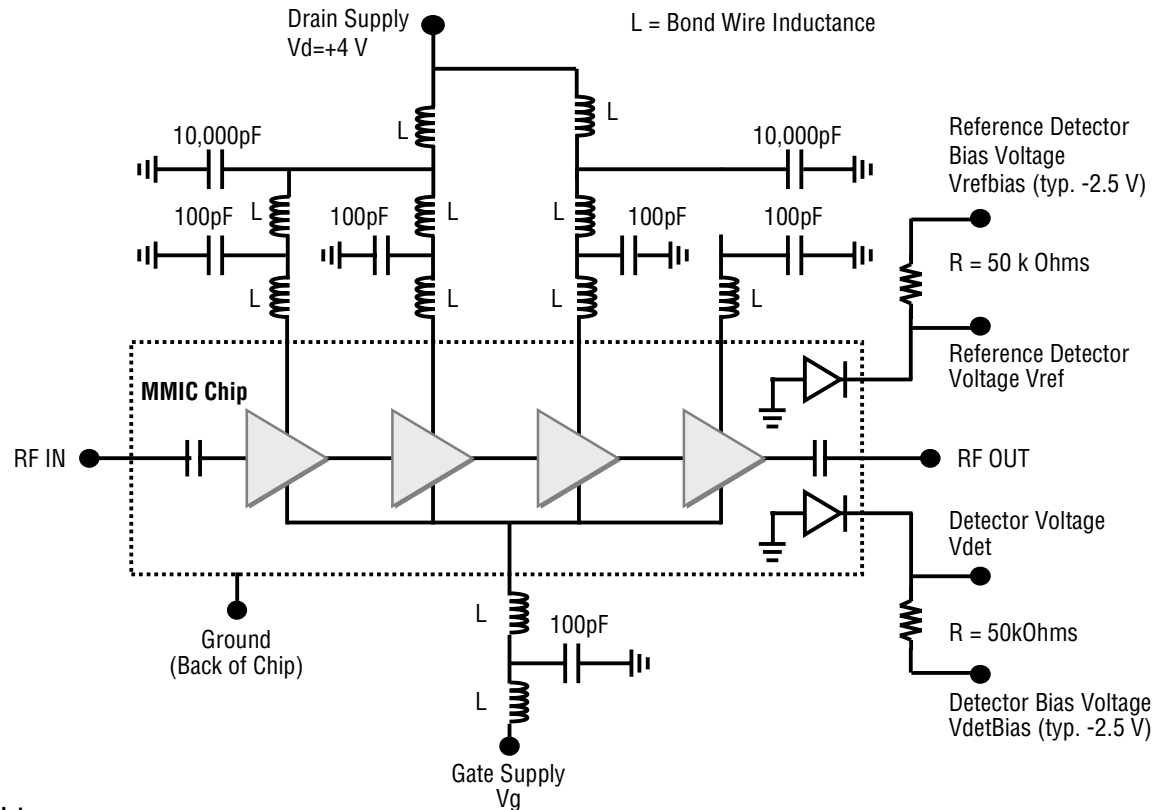 Drain Supply
Vd=+4 V
L = Bond Wire Inductance
L
L
10,000pF
10,000pF
Reference Detector
Bias Voltage
Vrefbias (typ. -2.5 V)
100pF
L
100pF
L
L
100pF
100pF
R = 50 k Ohms
L
L
L
L
Reference Detector
Voltage Vref
MMIC Chip
RF IN
RF OUT
Detector Voltage
Vdet
L
100pF
R = 50kOhms
Ground
(Back of Chip)
L
Detector Bias Voltage
VdetBias (typ. -2.5 V)
Gate Supply
Vg